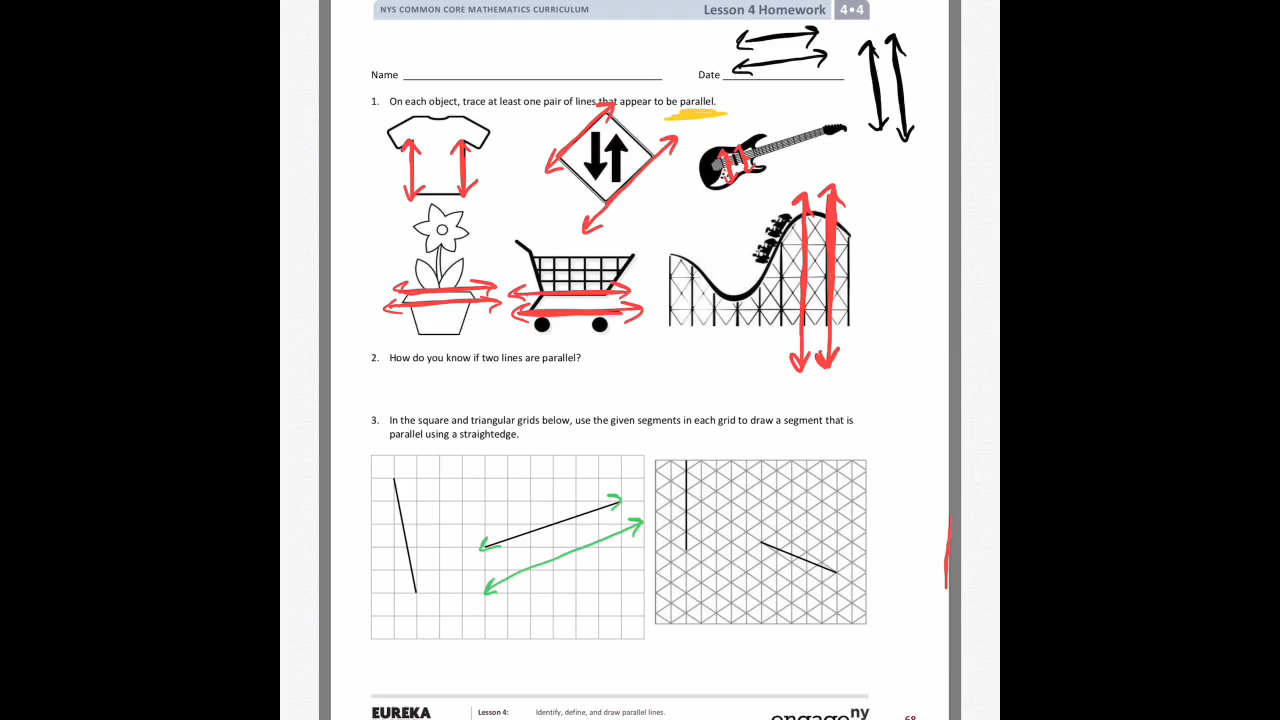 NYS COMMON CORE MATHEMATICS CURRICULUM Lesson 4 Homework 4•4
Name Date
1. On each object, trace at least one pair of lines that appear to be parallel.
2. How do you know if two lines are parallel?
3. In the square and triangular grids below, use the given segments in each grid to draw a segment that is
parallel using a straightedge.
EUREKA Lesson 4: Identify, define, and draw parallel lines. engage ny 68